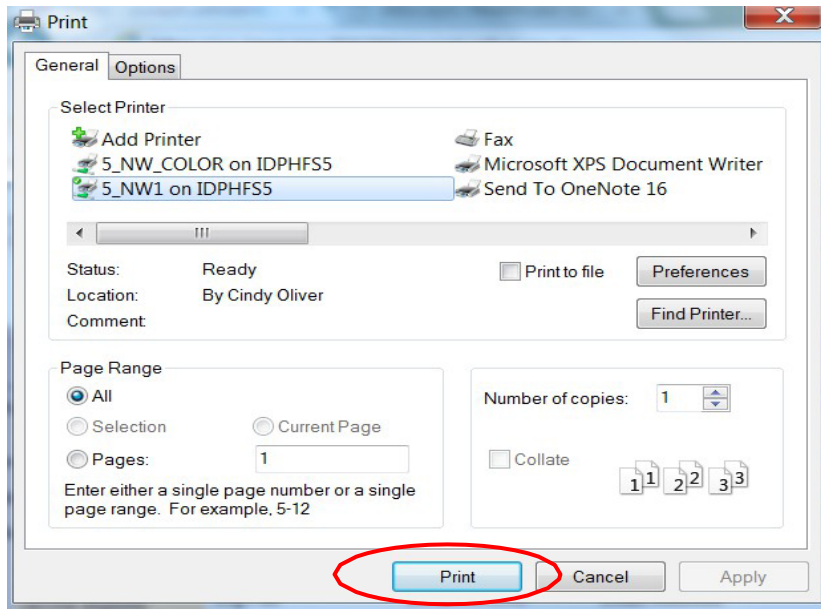 Print
General Options
Select Printer
Add Printer
Fax
5_NW_COLOR on IDPHFS5
Microsoft XPS Document Writer
5_NW1 on IDPHFS5
Send To OneNote 16
Status: Ready
Print to file
Preferences
Location: By Cindy Oliver
Comment:
Find Printer...
Page Range
All
Number of copies: 1
Selection
Current Page
Pages: 1
Collate
11 22 33
Enter either a single page number or a single
page range. For example, 5-12
Print
Cancel
Apply